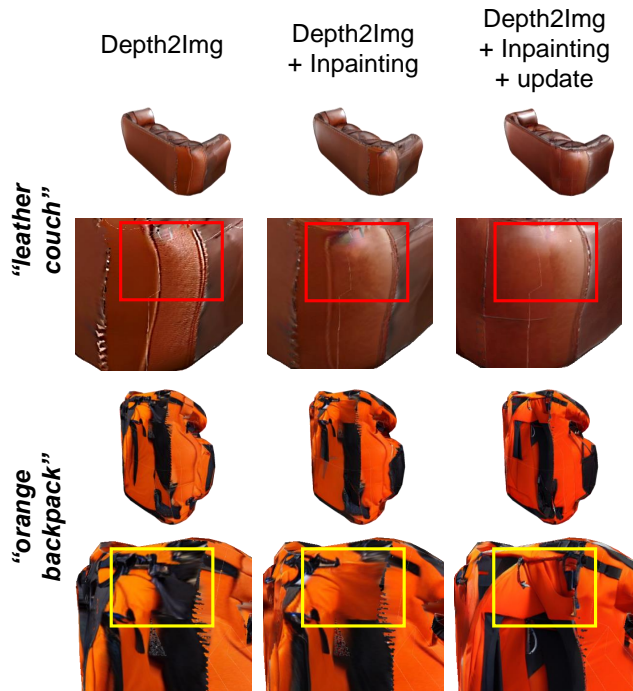 Depth2Img
Depth2Img
+ Inpainting
Depth2Img
+ Inpainting
+ update
“leather
couch”
“orange
backpack”